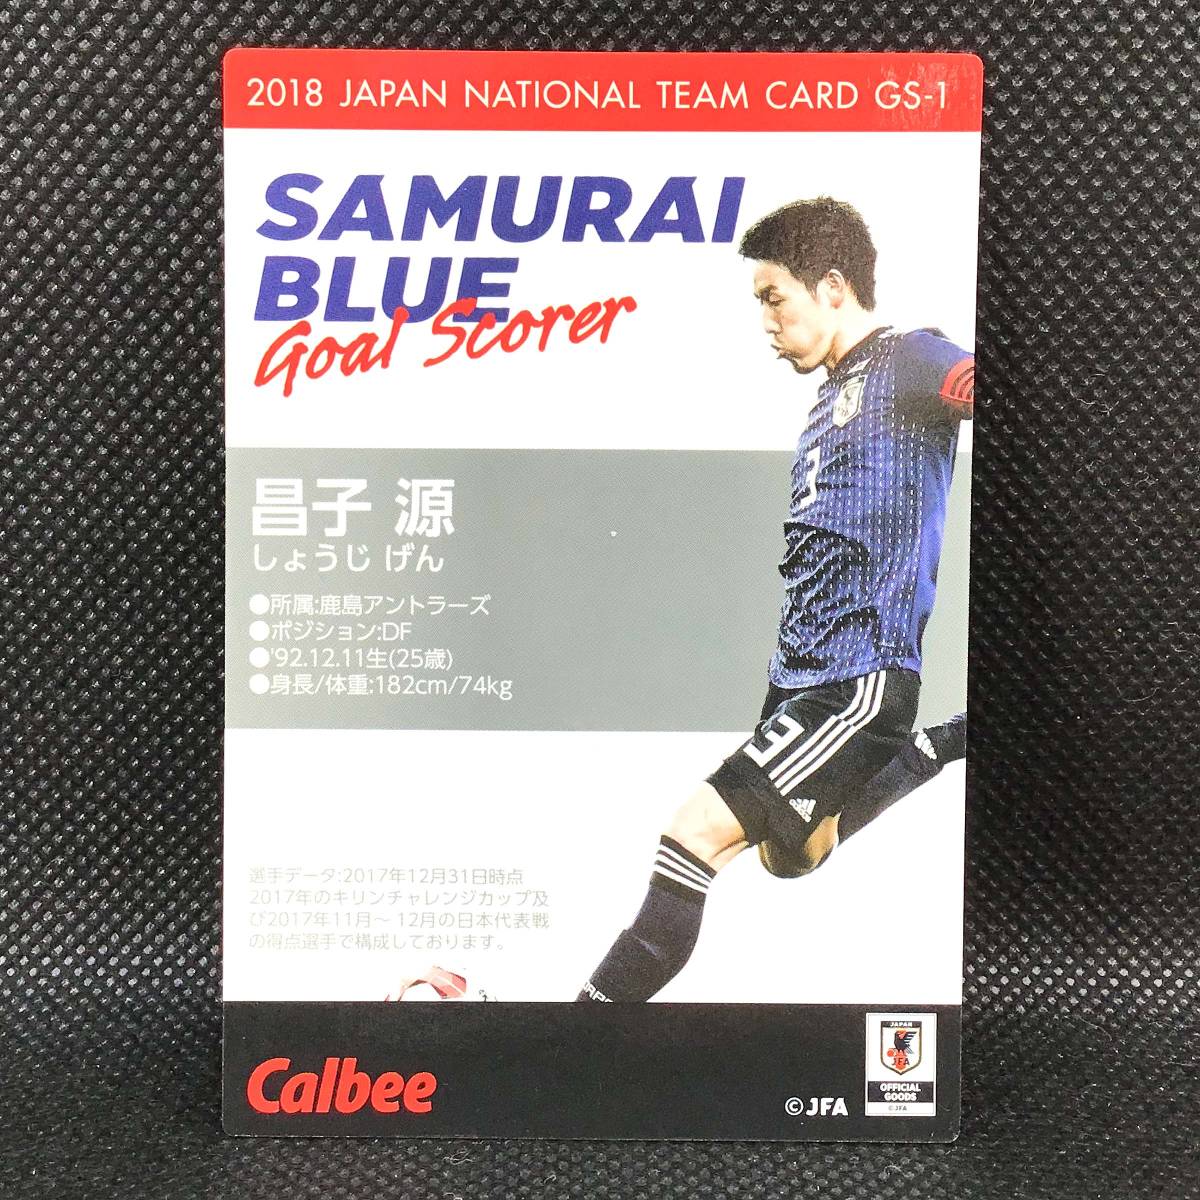 2018 JAPAN NATIONAL TEAM CARD GS-1
SAMURAI
BLUE
Goal Scorer
昌子 源
しょうじ げん
●所属:鹿島アントラーズ
●ポジション:DF
●'92.12.11生(25歳)
●身長/体重:182cm/74kg
3
3
選手データ:2017年12月31日時点
2017年のキリンチャレンジカップ及
び2017年11月～12月の日本代表戦
の得点選手で構成しております。
Calbee
©JFA
JAPAN
JFA
OFFICIAL
GOODS
©JFA